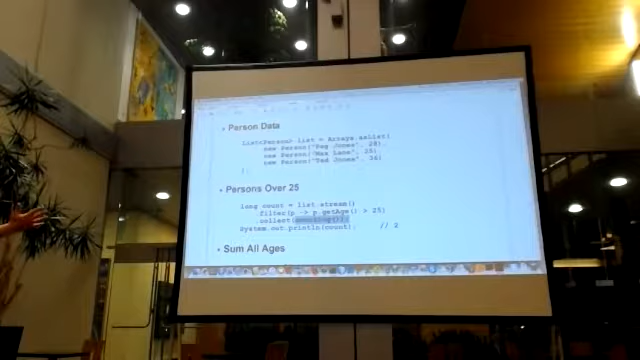 • Person Data
List<Person> list = Arrays.asList(
new Person("Peg Jones", 28),
new Person("Max Lane", 25),
new Person("Ted Jones", 36)
);
• Persons Over 25
long count = list.stream()
.filter(p -> p.getAge() > 25)
.collect(counting());
System.out.println(count); // 2
• Sum All Ages